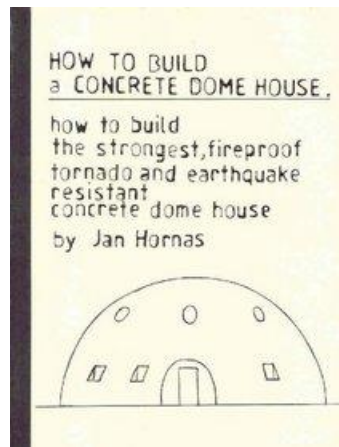 HOW TO BUILD
a CONCRETE DOME HOUSE.
how to build
the strongest,fireproof
tornado and earthquake
resistant
concrete dome house
by Jan Hornas